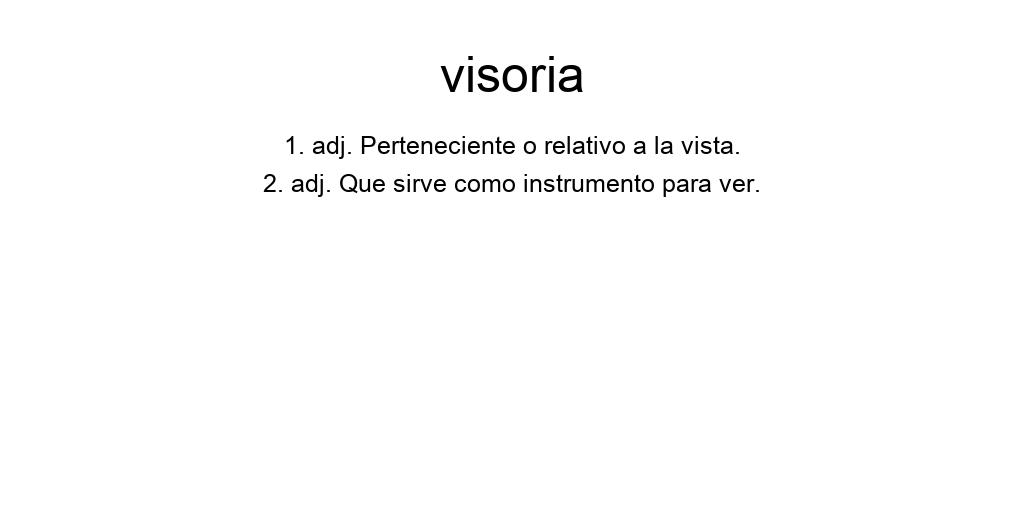 visoria
1. adj. Perteneciente o relativo a la vista.
2. adj. Que sirve como instrumento para ver.